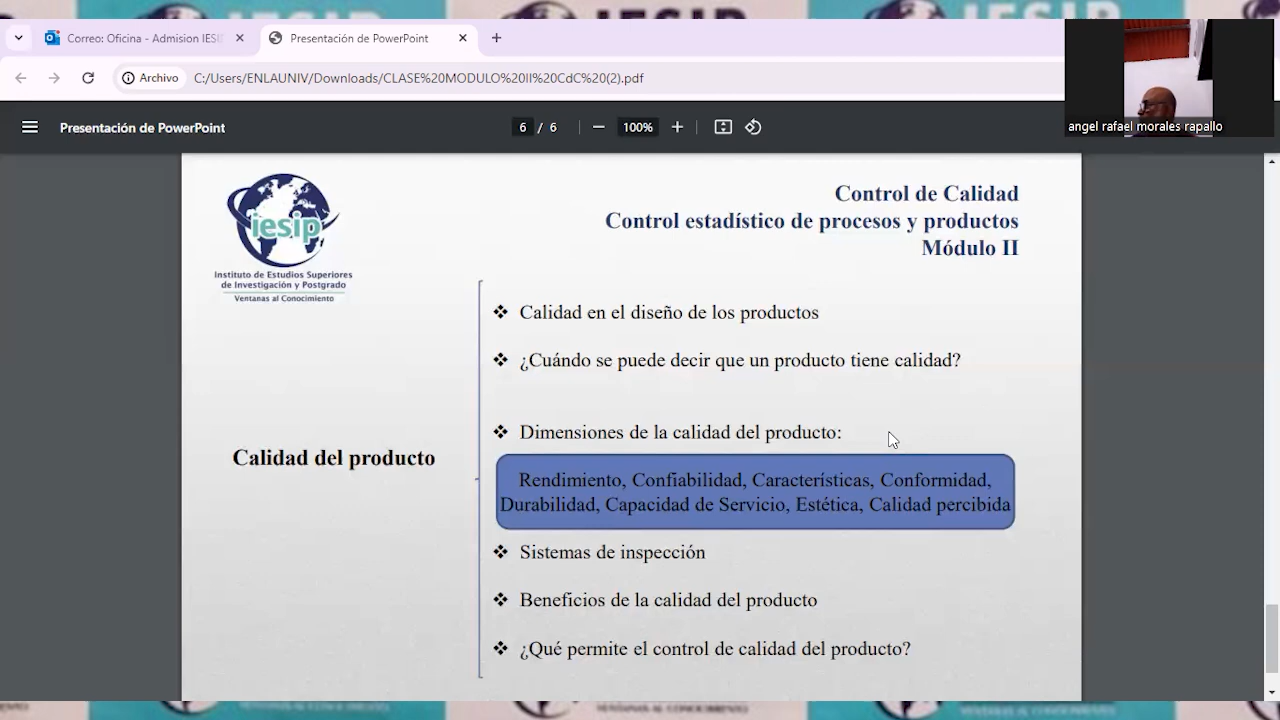 Correo: Oficina - Admision IESI
Presentación de PowerPoint
Archivo
C:/Users/ENLAUNIV/Downloads/CLASE%20MODULO%20II%20CdC%20(2).pdf
angel rafael morales rapallo
Presentación de PowerPoint
6 / 6
100%
iesip
Instituto de Estudios Superiores
de Investigación y Postgrado
Ventanas al Conocimiento
Control de Calidad
Control estadístico de procesos y productos
Módulo II
Calidad del producto
❖ Calidad en el diseño de los productos
❖ ¿Cuándo se puede decir que un producto tiene calidad?
❖ Dimensiones de la calidad del producto:
Rendimiento, Confiabilidad, Características, Conformidad,
Durabilidad, Capacidad de Servicio, Estética, Calidad percibida
❖ Sistemas de inspección
❖ Beneficios de la calidad del producto
❖ ¿Qué permite el control de calidad del producto?